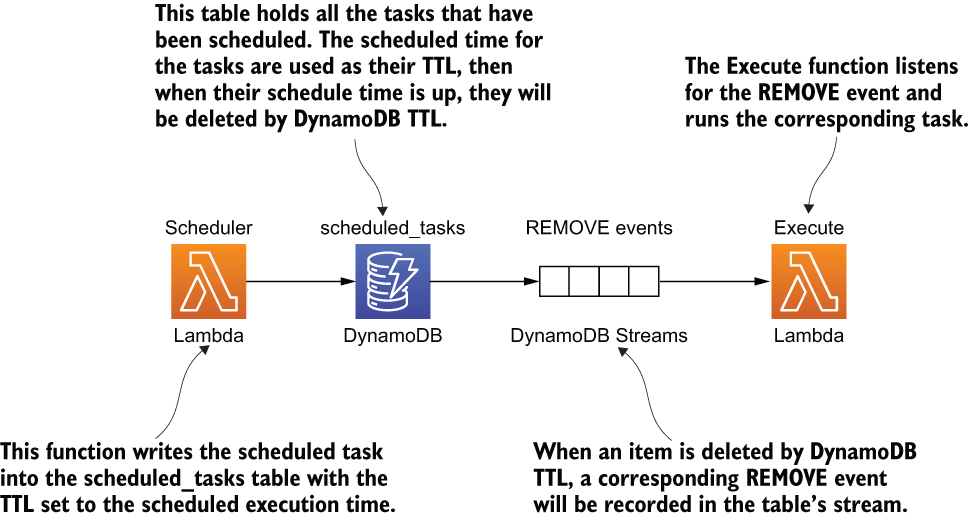 This table holds all the tasks that have
been scheduled. The scheduled time for
the tasks are used as their TTL, then
when their schedule time is up, they will
be deleted by DynamoDB TTL.
The Execute function listens
for the REMOVE event and
runs the corresponding task.
Scheduler
scheduled_tasks
REMOVE events
Execute
Lambda
DynamoDB
DynamoDB Streams
Lambda
This function writes the scheduled task
into the scheduled_tasks table with the
TTL set to the scheduled execution time.
When an item is deleted by DynamoDB
TTL, a corresponding REMOVE event
will be recorded in the table’s stream.